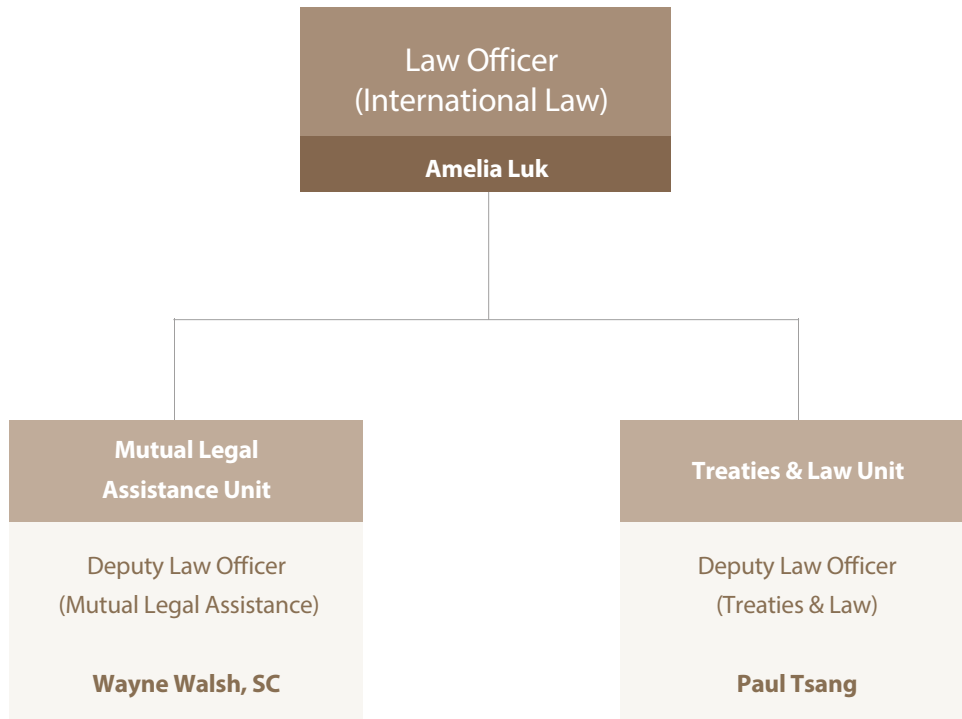 Law Officer
(International Law)
Amelia Luk
Mutual Legal
Assistance Unit
Deputy Law Officer
(Mutual Legal Assistance)
Wayne Walsh, SC
Treaties & Law Unit
Deputy Law Officer
(Treaties & Law)
Paul Tsang